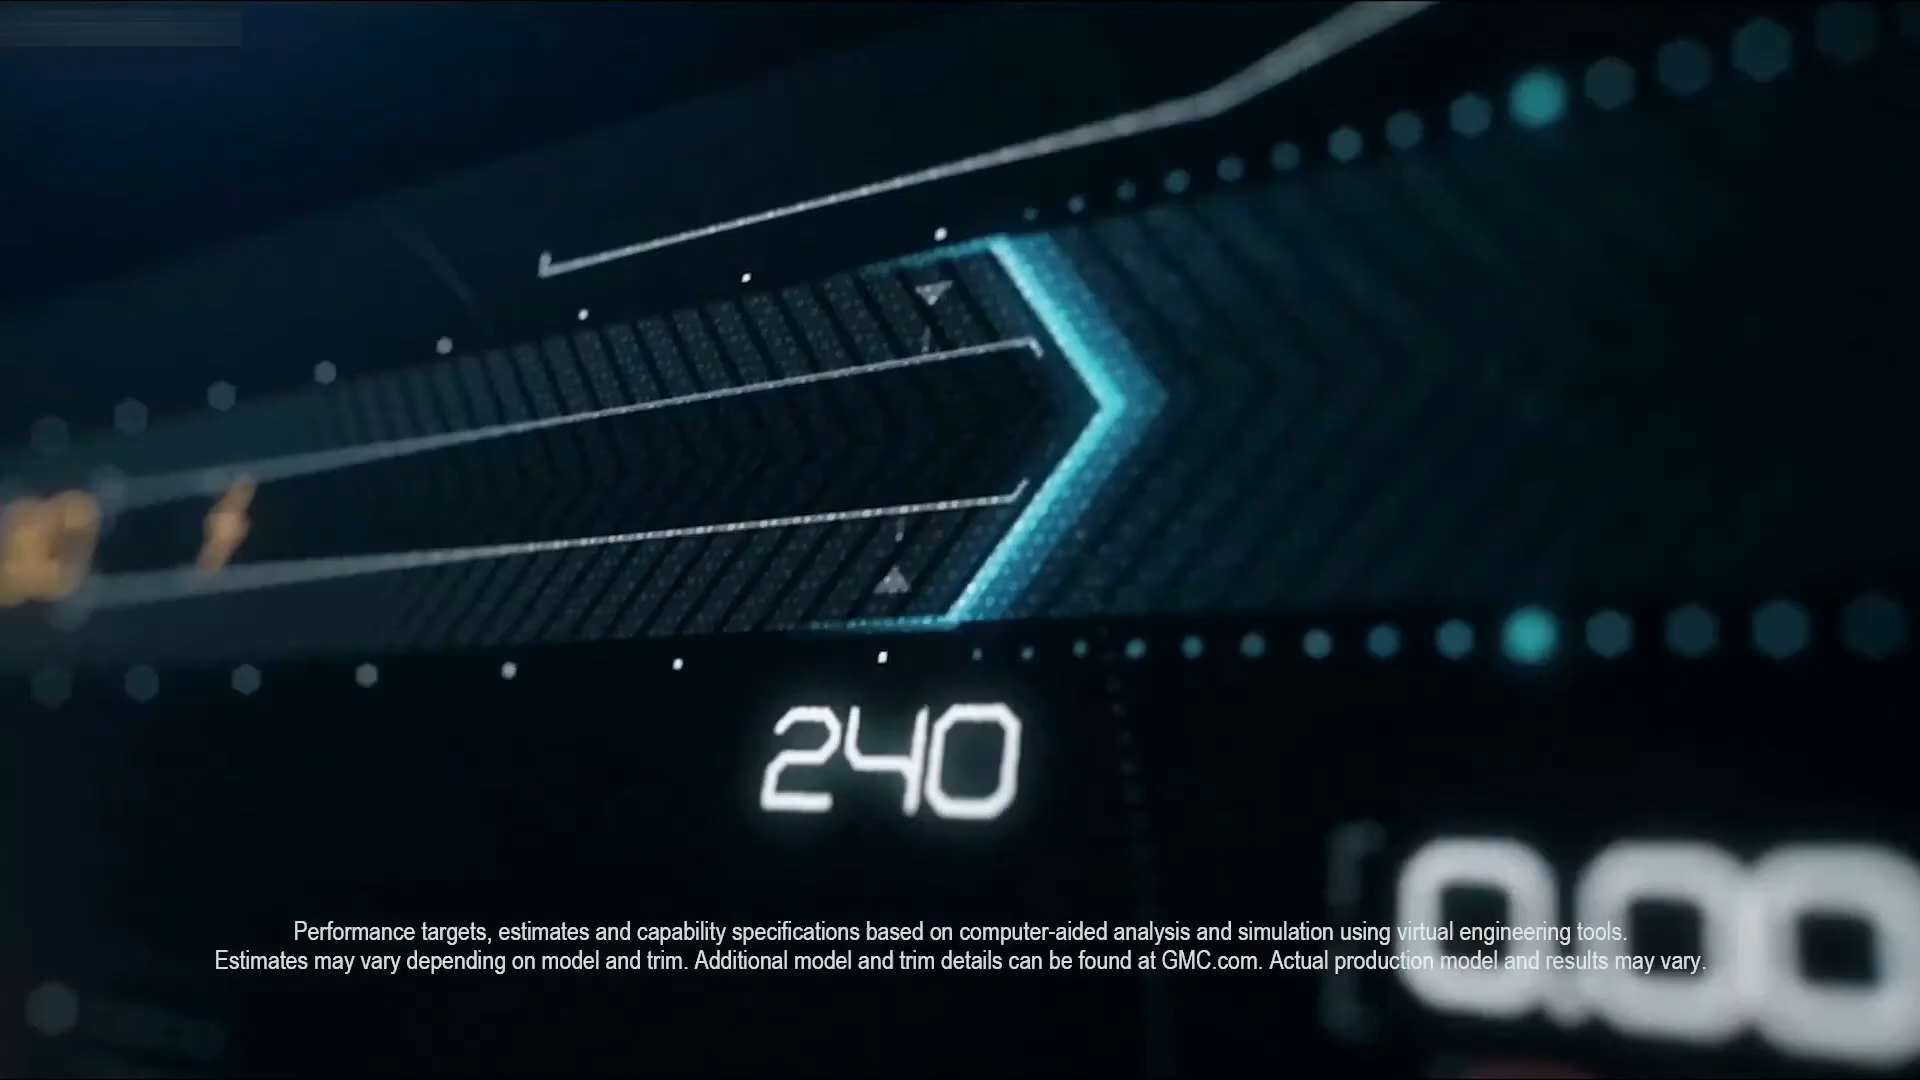 240
0.00
Performance targets, estimates and capability specifications based on computer-aided analysis and simulation using virtual engineering tools.
Estimates may vary depending on model and trim. Additional model and trim details can be found at GMC.com. Actual production model and results may vary.